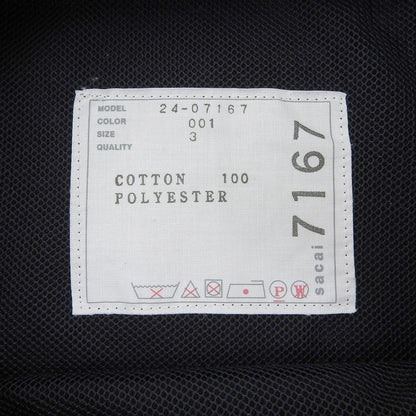 MODEL 24-07167
COLOR 001
SIZE 3
QUALITY
COTTON 100
POLYESTER
sacai 7167
P W